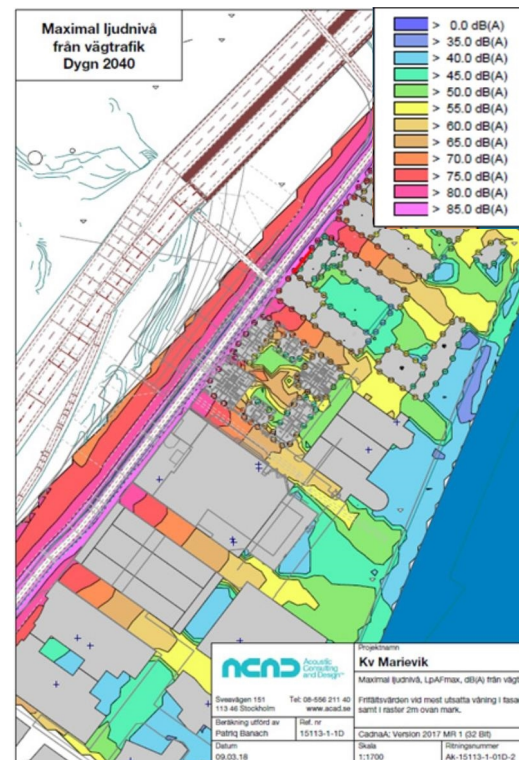 Maximal ljudnivå
från vägtrafik
Dygn 2040
> 0.0 dB(A)
> 35.0 dB(A)
> 40.0 dB(A)
> 45.0 dB(A)
> 50.0 dB(A)
> 55.0 dB(A)
> 60.0 dB(A)
> 65.0 dB(A)
> 70.0 dB(A)
> 75.0 dB(A)
> 80.0 dB(A)
> 85.0 dB(A)
ACAD
Acoustic
Consulting
and Design
Sveavägen 151
113 46 Stockholm
Tel: 08-556 211 40
www.acad.se
Beräkning utförd av
Patriq Banach
Ref. nr
15113-1-1D
Datum
09.03.18
Projektnamn
Kv Marievik
Maximal ljudnivå, LpAFmax, dB(A) från vägt
Frifältsvärden vid mest utsatta våning i fasa
samt i raster 2m ovan mark.
CadnaA: Version 2017 MR 1 (32 Bit)
Skala
1:1700
Ritningsnummer
Ak-15113-1-01D-2